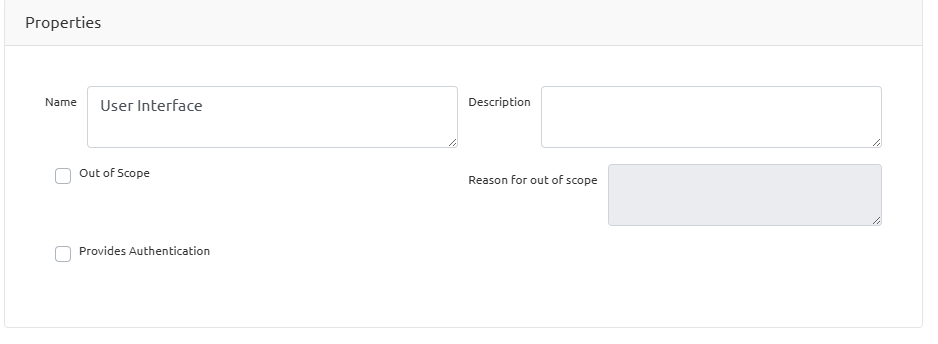 Properties
Name
User Interface
Description
Out of Scope
Reason for out of scope
Provides Authentication